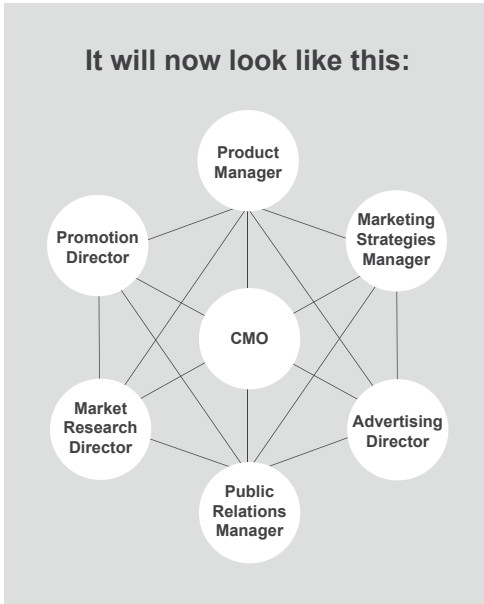 It will now look like this:
Product
Manager
Promotion
Director
Marketing
Strategies
Manager
CMO
Market
Research
Director
Advertising
Director
Public
Relations
Manager